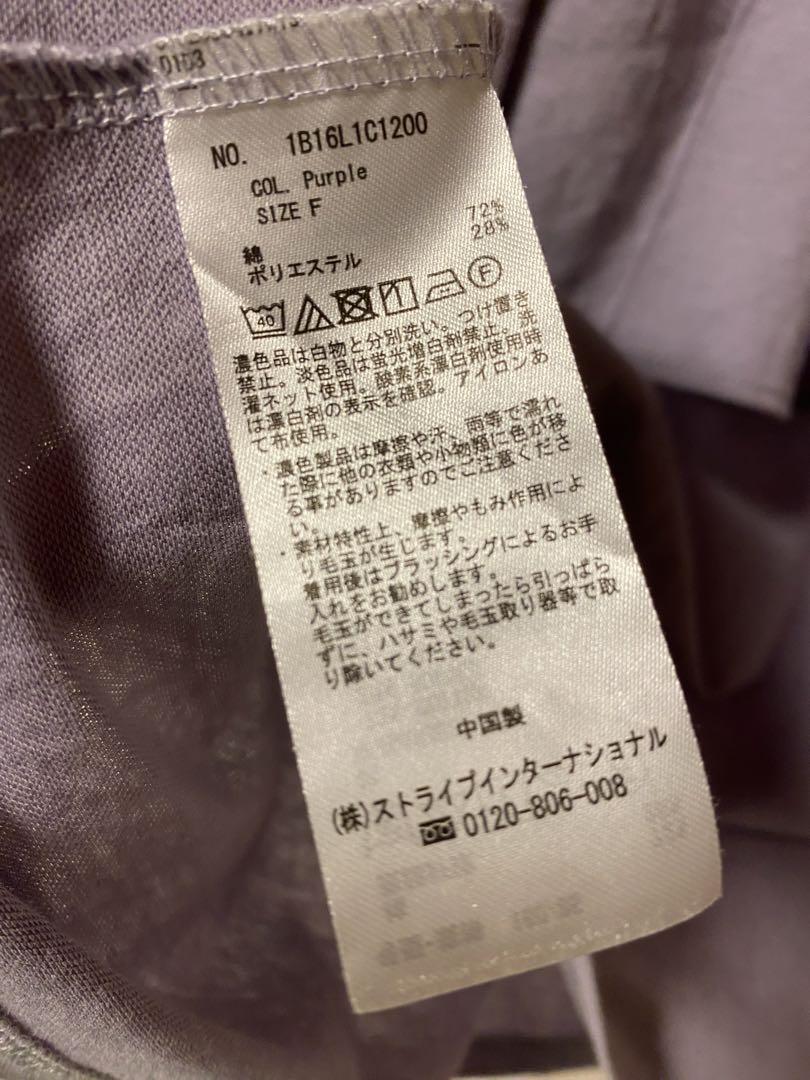 0103
NO. 1B16L1C1200
COL. Purple
SIZE F
綿 72%
ポリエステル 28%
40 F
濃色品は白物と分別洗い。つけ置き
禁止。淡色品は蛍光増白剤禁止。洗
濯ネット使用。酸素系漂白剤使用時
は漂白剤の表示を確認。アイロンあ
て布使用。
・濃色製品は摩擦や汗、雨等で濡れ
た際に他の衣類や小物類に色が移
る事がありますのでご注意くださ
い。
・素材特性上、摩擦やもみ作用によ
り毛玉が生じます。
着用後はブラッシングによるお手
入れをお勧めします。
毛玉ができてしまったら引っぱら
ずに、ハサミや毛玉取り器等で取
り除いてください。
中国製
(株)ストライプインターナショナル
0120-806-008